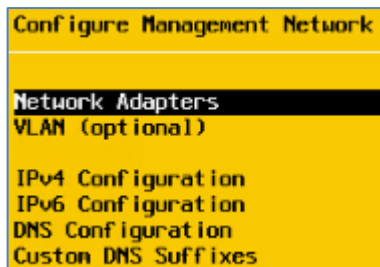 Configure Management Network
Network Adapters
VLAN (optional)
IPv4 Configuration
IPv6 Configuration
DNS Configuration
Custom DNS Suffixes